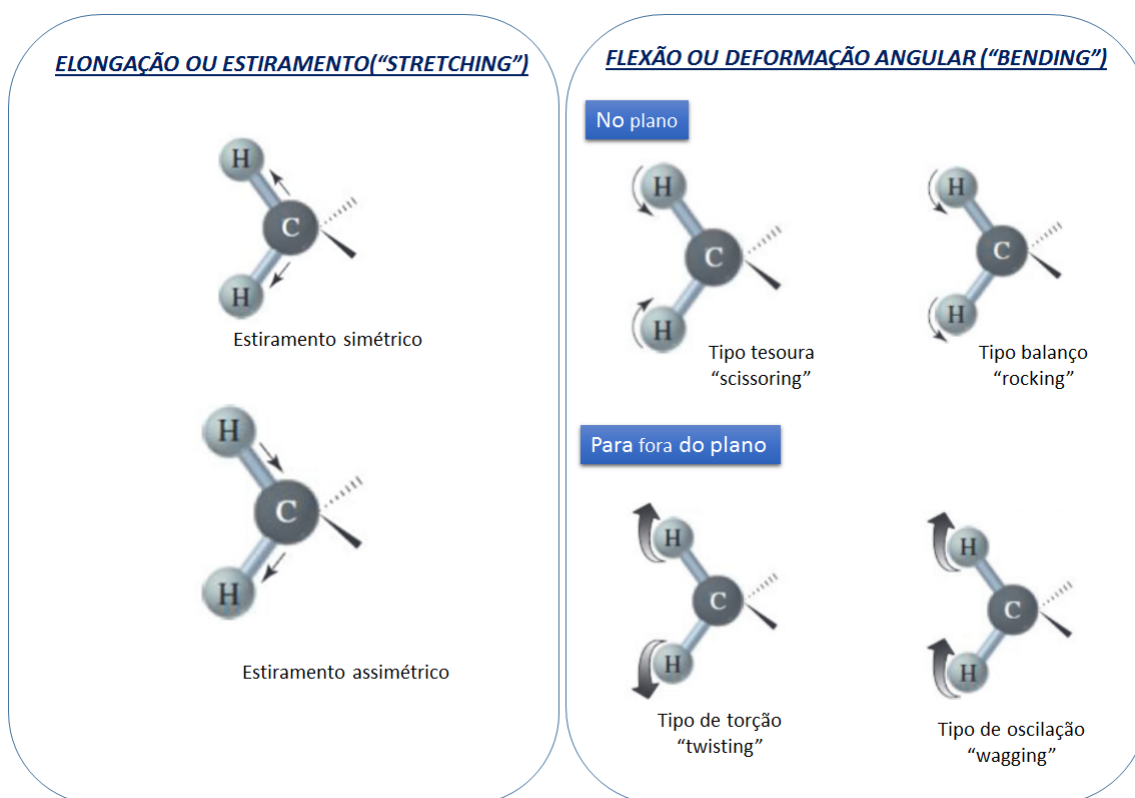 ELONGAÇÃO OU ESTIRAMENTO(“STRETCHING”)
H
C
H
Estiramento simétrico
H
C
H
Estiramento assimétrico
FLEXÃO OU DEFORMAÇÃO ANGULAR (“BENDING”)
No plano
H
C
H
Tipo tesoura
“scissoring”
H
C
H
Tipo balanço
“rocking”
Para fora do plano
H
C
H
Tipo de torção
“twisting”
H
C
H
Tipo de oscilação
“wagging”